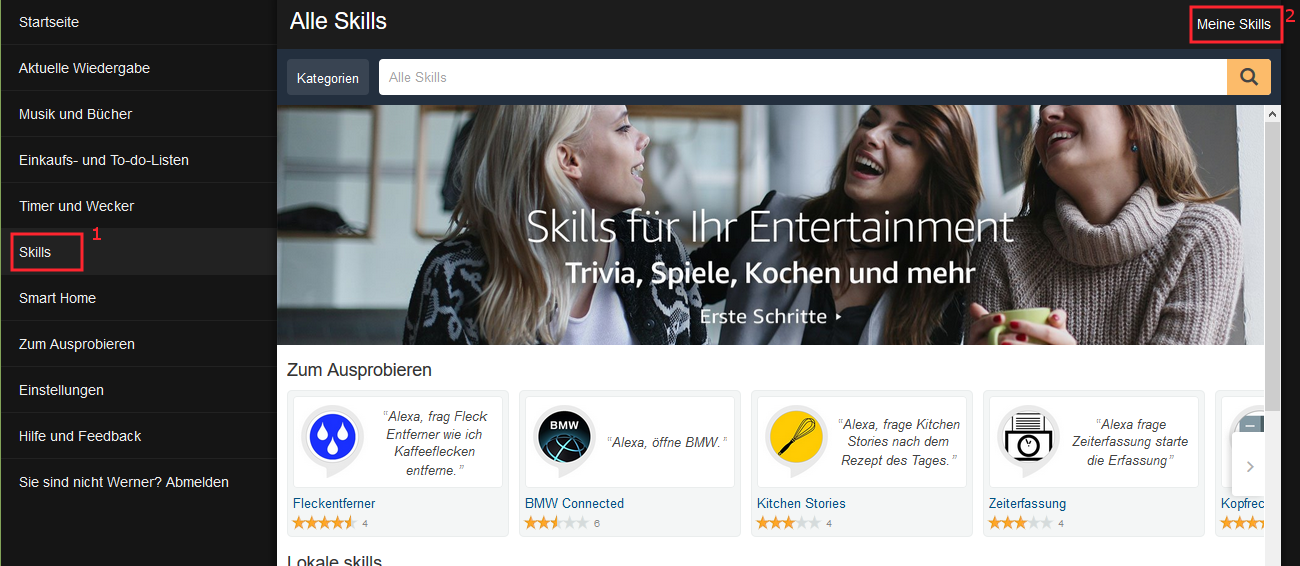 Startseite
Aktuelle Wiedergabe
Musik und Bücher
Einkaufs- und To-do-Listen
Timer und Wecker
Skills
1
Smart Home
Zum Ausprobieren
Einstellungen
Hilfe und Feedback
Sie sind nicht Werner? Abmelden
Alle Skills
Meine Skills
2
Kategorien
Alle Skills
Skills für Ihr Entertainment
Trivia, Spiele, Kochen und mehr
Erste Schritte
Zum Ausprobieren
“Alexa, frag Fleck
Entferner wie ich
Kaffeeflecken
entferne.”
Fleckentferner
4
BMW
“Alexa, öffne BMW.”
BMW Connected
6
“Alexa, frage Kitchen
Stories nach dem
Rezept des Tages.”
Kitchen Stories
4
“Alexa frage
Zeiterfassung starte
die Erfassung”
Zeiterfassung
4
Kopfrec
Lokale skills